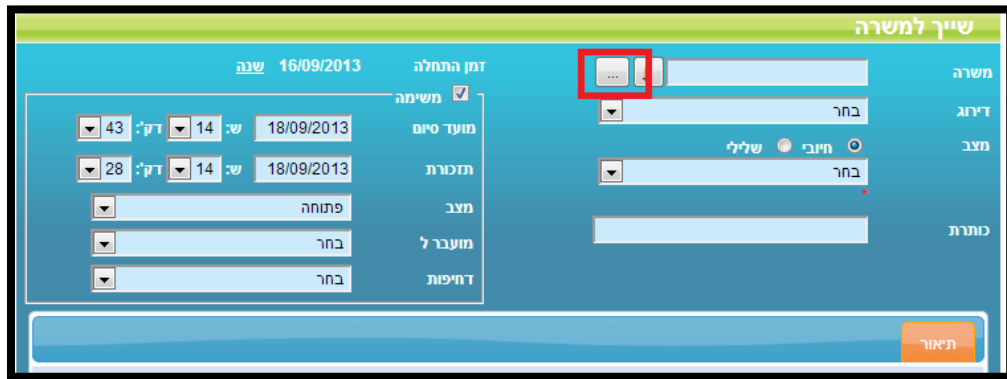 שייך למשרה
משרה
...
דירוג
בחר
מצב
חיובי
שלילי
בחר
*
כותרת
זמן התחלה 16/09/2013 שנה
משימה
מועד סיום 18/09/2013 ש: 14 דק': 43
תזכורת 18/09/2013 ש: 14 דק': 28
מצב פתוחה
מועבר ל בחר
דחיפות בחר
תיאור